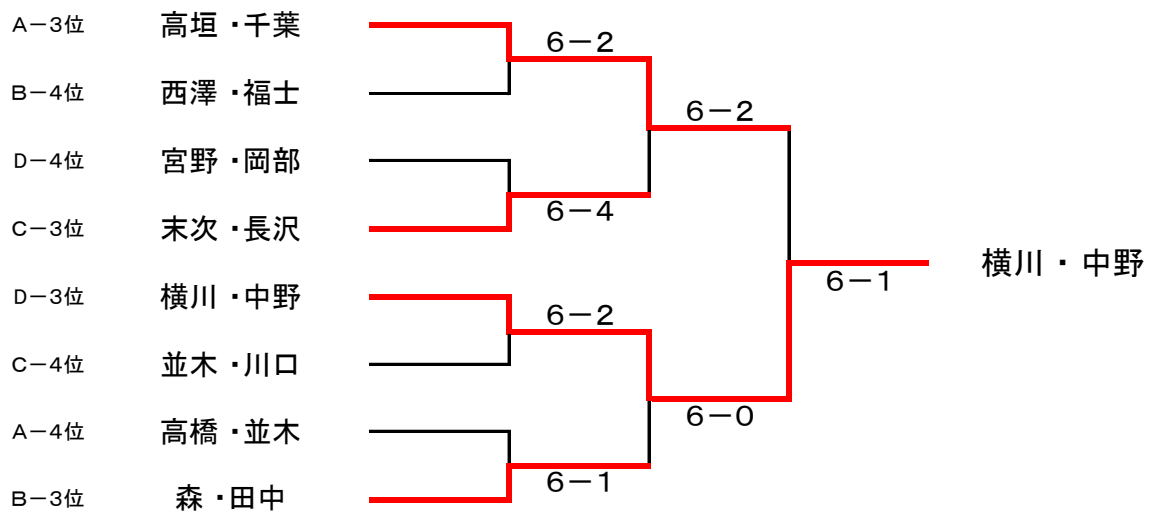 A－3位 高垣・千葉
6－2
B－4位 西澤・福士
6－2
D－4位 宮野・岡部
6－4
C－3位 末次・長沢
横川・中野
6－1
D－3位 横川・中野
6－2
C－4位 並木・川口
6－0
A－4位 高橋・並木
6－1
B－3位 森・田中